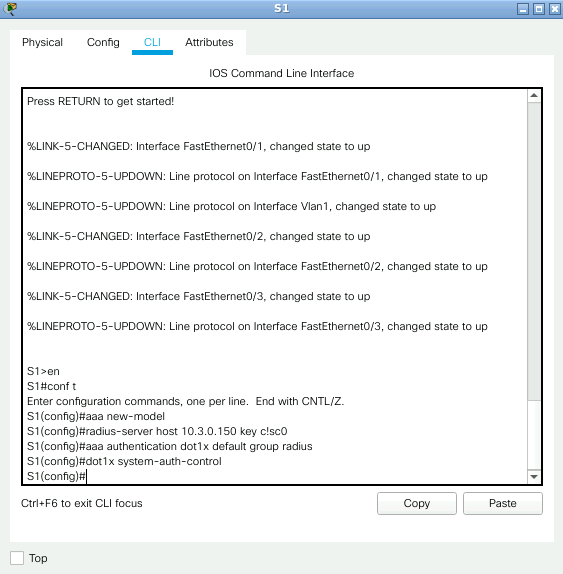 S1
Physical Config CLI Attributes
IOS Command Line Interface
Press RETURN to get started!
%LINK-5-CHANGED: Interface FastEthernet0/1, changed state to up
%LINEPROTO-5-UPDOWN: Line protocol on Interface FastEthernet0/1, changed state to up
%LINEPROTO-5-UPDOWN: Line protocol on Interface Vlan1, changed state to up
%LINK-5-CHANGED: Interface FastEthernet0/2, changed state to up
%LINEPROTO-5-UPDOWN: Line protocol on Interface FastEthernet0/2, changed state to up
%LINK-5-CHANGED: Interface FastEthernet0/3, changed state to up
%LINEPROTO-5-UPDOWN: Line protocol on Interface FastEthernet0/3, changed state to up
S1>en
S1#conf t
Enter configuration commands, one per line. End with CNTL/Z.
S1(config)#aaa new-model
S1(config)#radius-server host 10.3.0.150 key c!sc0
S1(config)#aaa authentication dot1x default group radius
S1(config)#dot1x system-auth-control
S1(config)#
Ctrl+F6 to exit CLI focus Copy Paste
Top